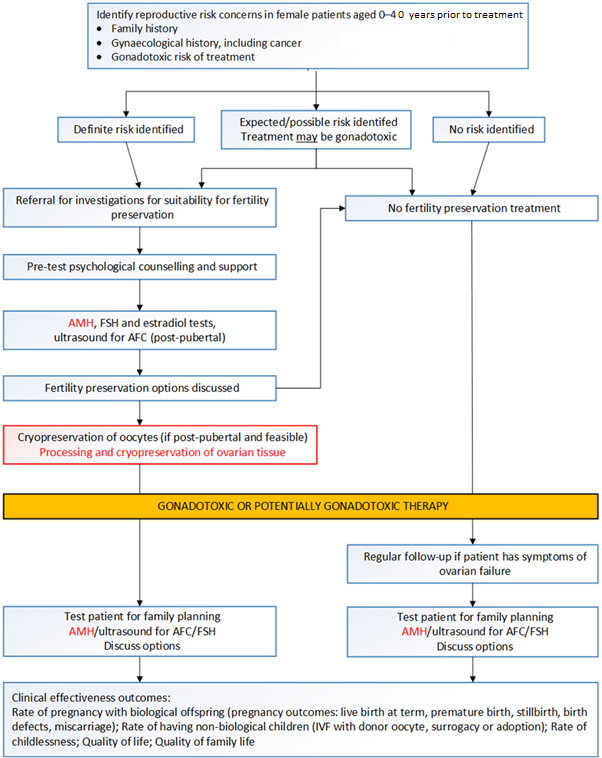 Identify reproductive risk concerns in female patients aged 0–4 0 years prior to treatment
• Family history
• Gynaecological history, including cancer
• Gonadotoxic risk of treatment
Definite risk identified
Expected/possible risk identifed
Treatment may be gonadotoxic
No risk identified
Referral for investigations for suitability for fertility
preservation
No fertility preservation treatment
Pre-test psychological counselling and support
AMH, FSH and estradiol tests,
ultrasound for AFC (post-pubertal)
Fertility preservation options discussed
Cryopreservation of oocytes (if post-pubertal and feasible)
Processing and cryopreservation of ovarian tissue
GONADOTOXIC OR POTENTIALLY GONADOTOXIC THERAPY
Regular follow-up if patient has symptoms of
ovarian failure
Test patient for family planning
AMH/ultrasound for AFC/FSH
Discuss options
Test patient for family planning
AMH/ultrasound for AFC/FSH
Discuss options
Clinical effectiveness outcomes:
Rate of pregnancy with biological offspring (pregnancy outcomes: live birth at term, premature birth, stillbirth, birth
defects, miscarriage); Rate of having non-biological children (IVF with donor oocyte, surrogacy or adoption); Rate of
childlessness; Quality of life; Quality of family life